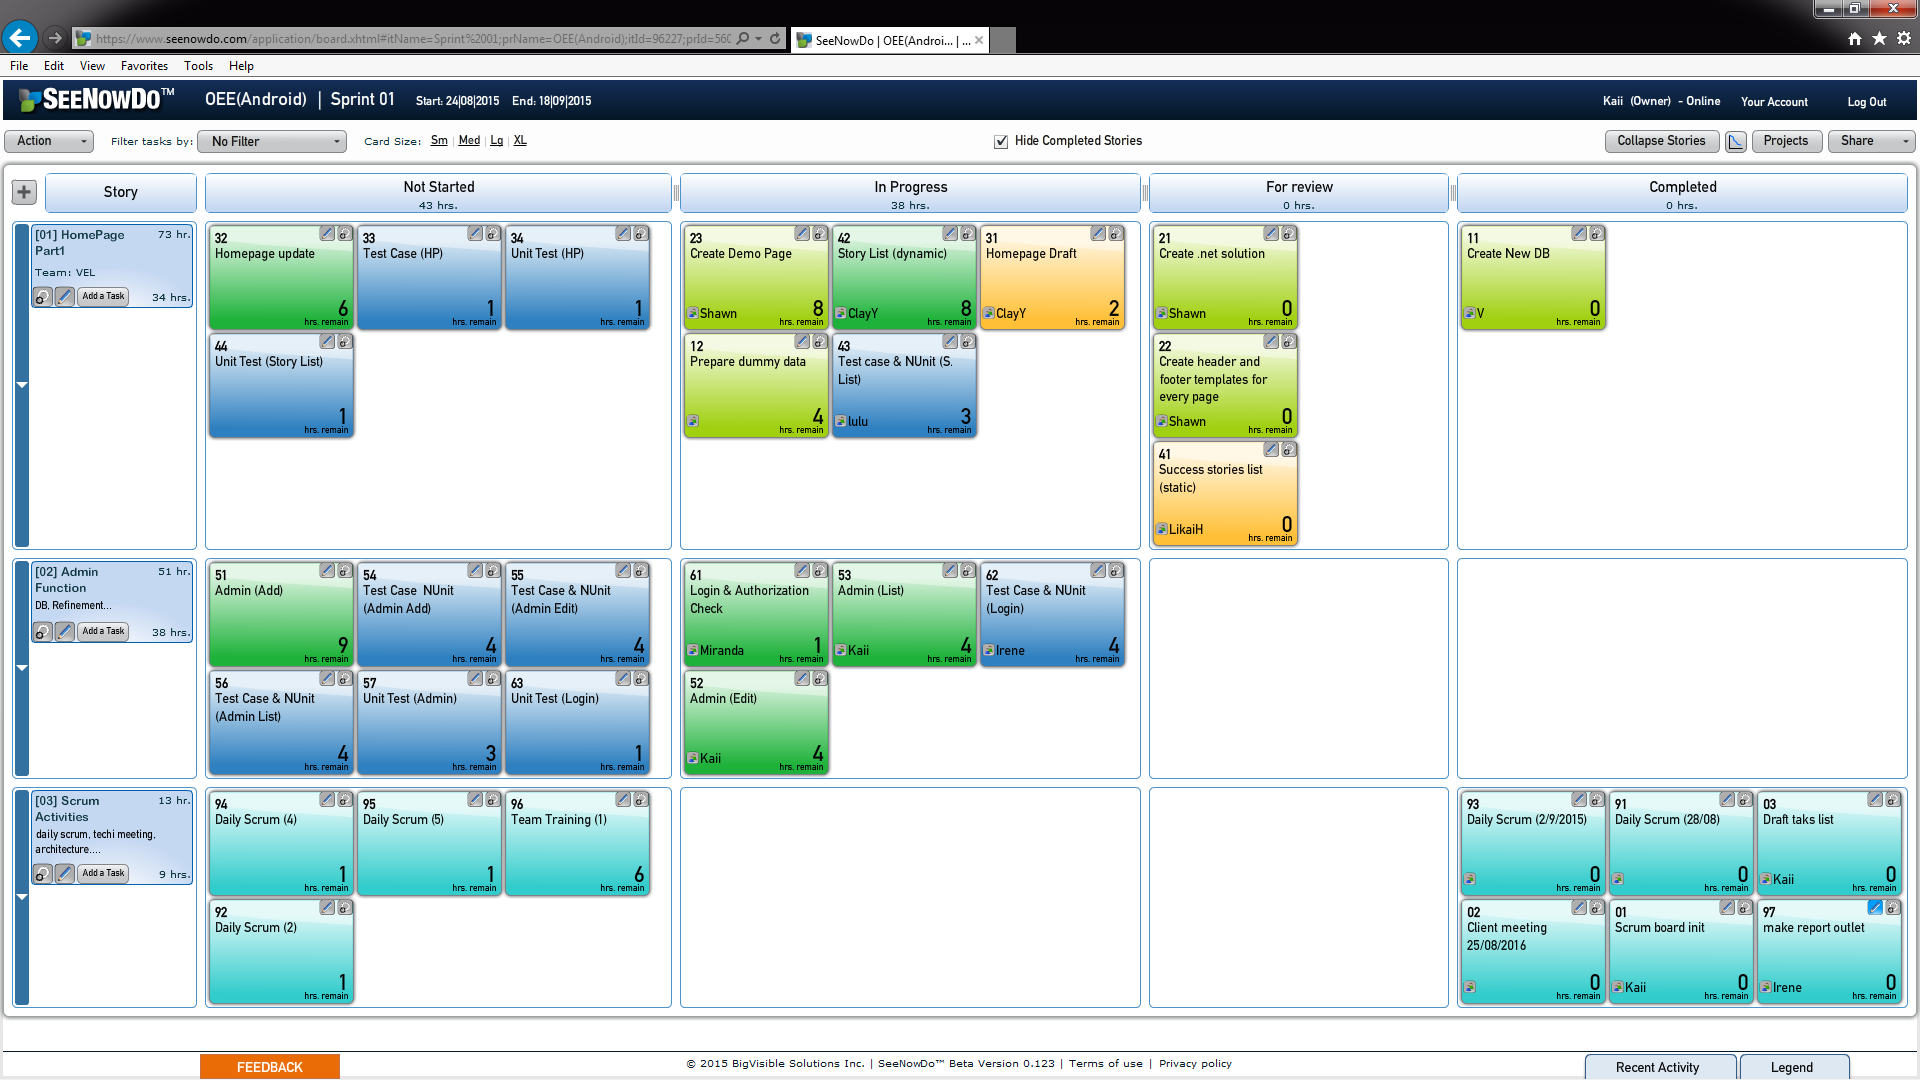 https://www.seenowdo.com/application/board.xhtml#itName=Sprint%2001;prName=OEE(Android);itId=96227;prId=560
SeeNowDo | OEE(Androi... | ...
File Edit View Favorites Tools Help
SEENOWDO™ OEE(Android) | Sprint 01 Start: 24|08|2015 End: 18|09|2015 Kaii (Owner) - Online Your Account Log Out
Action Filter tasks by: No Filter Card Size: Sm Med Lg XL Hide Completed Stories Collapse Stories Projects Share
Story
Not Started
43 hrs.
In Progress
38 hrs.
For review
0 hrs.
Completed
0 hrs.
[01] HomePage Part1 73 hr.
Team: VEL
Add a Task 34 hrs.
32
Homepage update
6
hrs. remain
33
Test Case (HP)
1
hrs. remain
34
Unit Test (HP)
1
hrs. remain
44
Unit Test (Story List)
1
hrs. remain
23
Create Demo Page
Shawn 8
hrs. remain
42
Story List (dynamic)
ClayY 8
hrs. remain
31
Homepage Draft
ClayY 2
hrs. remain
12
Prepare dummy data
4
hrs. remain
43
Test case & NUnit (S.
List)
lulu 3
hrs. remain
21
Create .net solution
Shawn 0
hrs. remain
22
Create header and
footer templates for
every page
Shawn 0
hrs. remain
41
Success stories list
(static)
LikaiH 0
hrs. remain
11
Create New DB
V 0
hrs. remain
[02] Admin 51 hr.
Function
DB, Refinement...
Add a Task 38 hrs.
51
Admin (Add)
9
hrs. remain
54
Test Case NUnit
(Admin Add)
4
hrs. remain
55
Test Case & NUnit
(Admin Edit)
4
hrs. remain
56
Test Case & NUnit
(Admin List)
4
hrs. remain
57
Unit Test (Admin)
3
hrs. remain
63
Unit Test (Login)
1
hrs. remain
61
Login & Authorization
Check
Miranda 1
hrs. remain
53
Admin (List)
Kaii 4
hrs. remain
62
Test Case & NUnit
(Login)
Irene 4
hrs. remain
52
Admin (Edit)
Kaii 4
hrs. remain
[03] Scrum 13 hr.
Activities
daily scrum, techi meeting,
architecture....
Add a Task 9 hrs.
94
Daily Scrum (4)
1
hrs. remain
95
Daily Scrum (5)
1
hrs. remain
96
Team Training (1)
6
hrs. remain
92
Daily Scrum (2)
1
hrs. remain
93
Daily Scrum (2/9/2015)
0
hrs. remain
91
Daily Scrum (28/08)
0
hrs. remain
03
Draft taks list
Kaii 0
hrs. remain
02
Client meeting
25/08/2016
0
hrs. remain
01
Scrum board init
Kaii 0
hrs. remain
97
make report outlet
Irene 0
hrs. remain
FEEDBACK
© 2015 BigVisible Solutions Inc. | SeeNowDo™ Beta Version 0.123 | Terms of use | Privacy policy
Recent Activity
Legend